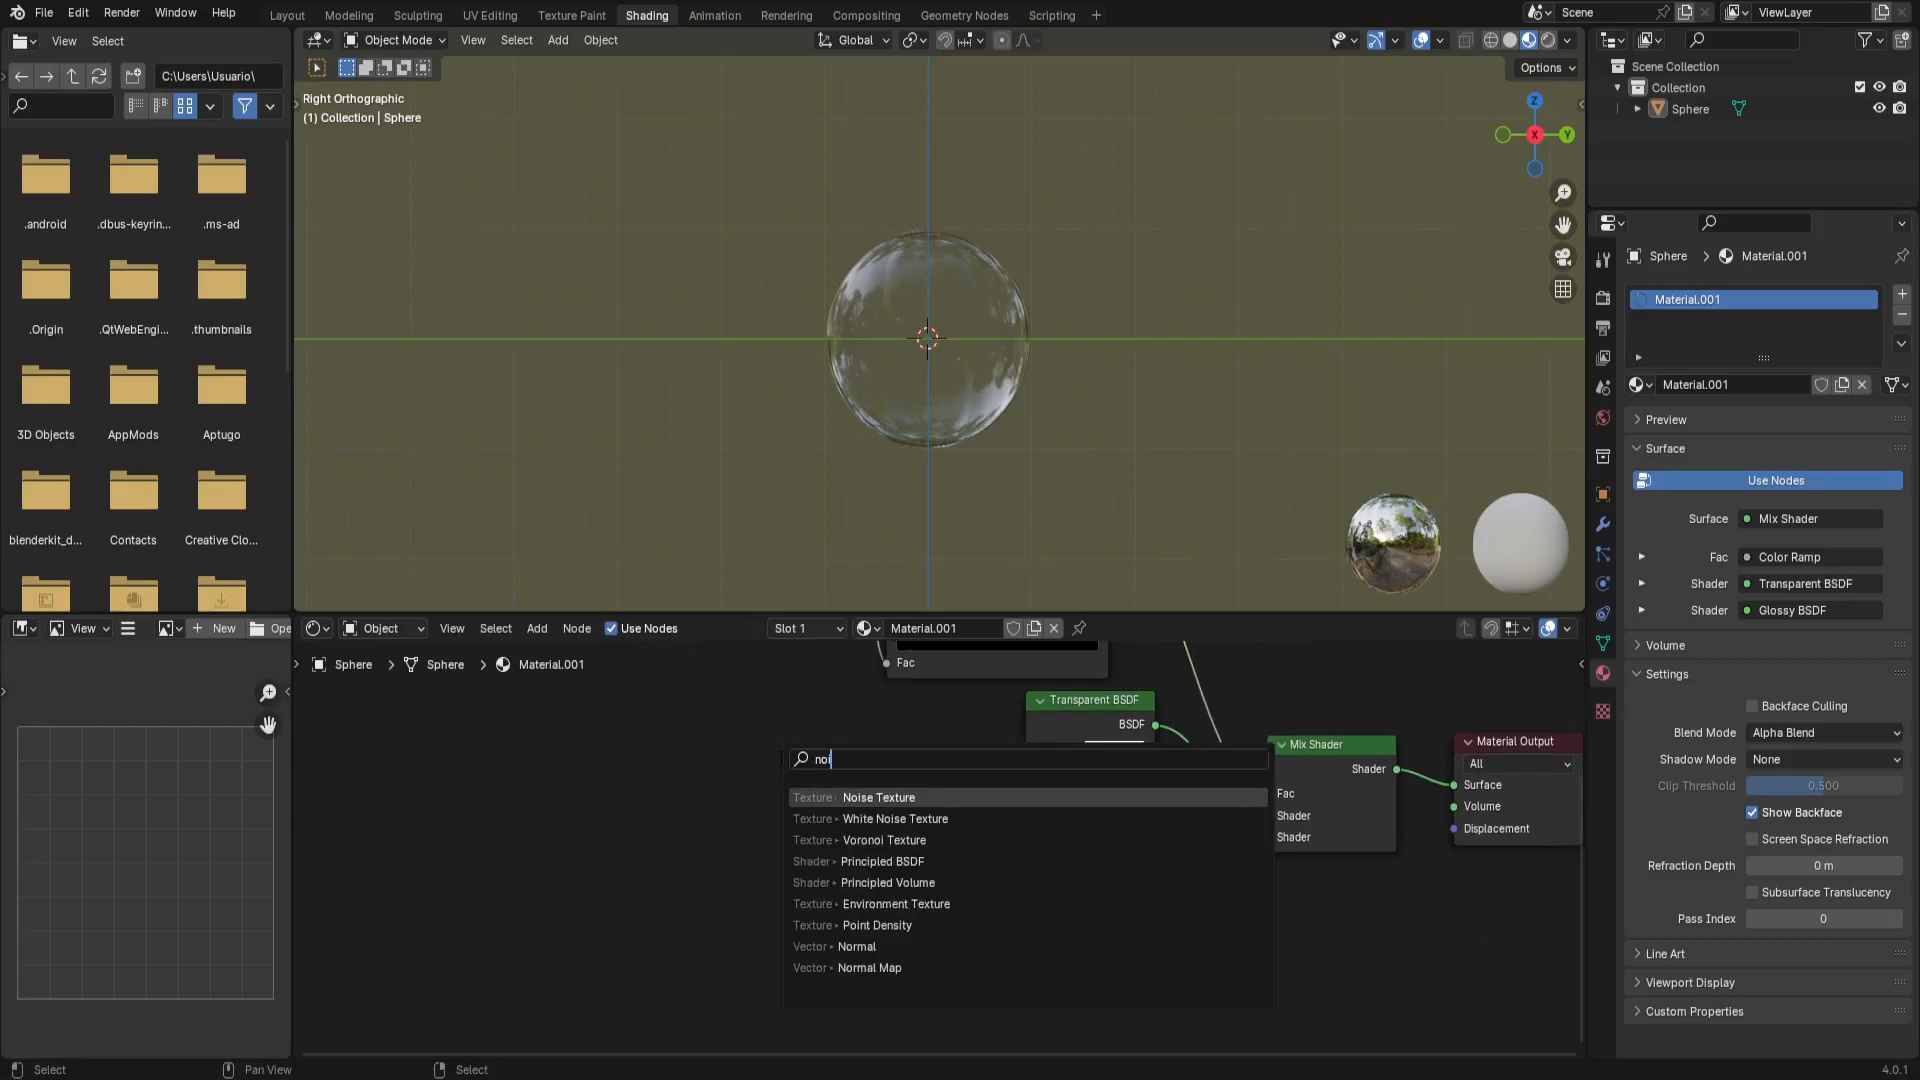 File Edit Render Window Help
Layout Modeling Sculpting UV Editing Texture Paint Shading Animation Rendering Compositing Geometry Nodes Scripting
Scene
ViewLayer
View Select
C:\Users\Usuario\
.android
.dbus-keyrin...
.ms-ad
.Origin
.QtWebEngi...
.thumbnails
3D Objects
AppMods
Aptugo
blenderkit_d...
Contacts
Creative Clo...
Object Mode View Select Add Object
Global
Options
Right Orthographic
(1) Collection | Sphere
Z
X
Y
Scene Collection
Collection
Sphere
Sphere Material.001
Material.001
Material.001
Preview
Surface
Use Nodes
Surface Mix Shader
Fac Color Ramp
Shader Transparent BSDF
Shader Glossy BSDF
Volume
Settings
Backface Culling
Blend Mode Alpha Blend
Shadow Mode None
Clip Threshold 0.500
Show Backface
Screen Space Refraction
Refraction Depth 0 m
Subsurface Translucency
Pass Index 0
Line Art
Viewport Display
Custom Properties
View New Ope
Object View Select Add Node Use Nodes Slot 1 Material.001
Sphere Sphere Material.001
Fac
Transparent BSDF
BSDF
noi
Texture Noise Texture
Texture White Noise Texture
Texture Voronoi Texture
Shader Principled BSDF
Shader Principled Volume
Texture Environment Texture
Texture Point Density
Vector Normal
Vector Normal Map
Mix Shader
Shader
Fac
Shader
Shader
Material Output
All
Surface
Volume
Displacement
Select Pan View Select 4.0.1